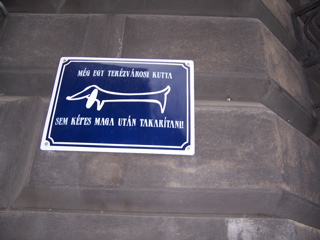 MÉG EGY TERÉZVÁROSI KUTYA
SEM KÉPES MAGA UTÁN TAKARÍTANI!